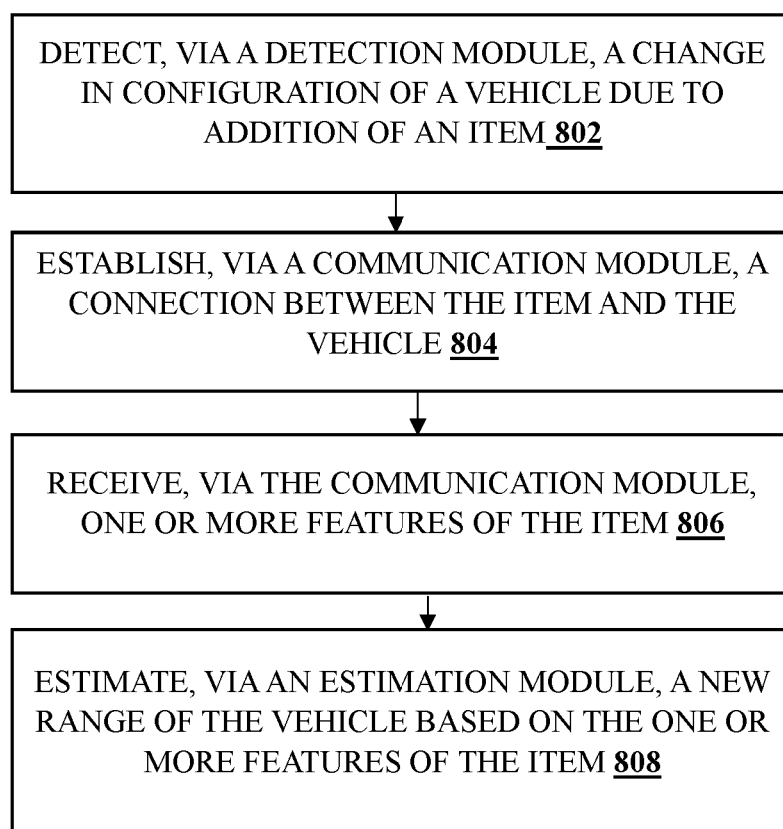 DETECT, VIA A DETECTION MODULE, A CHANGE
IN CONFIGURATION OF A VEHICLE DUE TO
ADDITION OF AN ITEM 802
ESTABLISH, VIA A COMMUNICATION MODULE, A
CONNECTION BETWEEN THE ITEM AND THE
VEHICLE 804
RECEIVE, VIA THE COMMUNICATION MODULE,
ONE OR MORE FEATURES OF THE ITEM 806
ESTIMATE, VIA AN ESTIMATION MODULE, A NEW
RANGE OF THE VEHICLE BASED ON THE ONE OR
MORE FEATURES OF THE ITEM 808